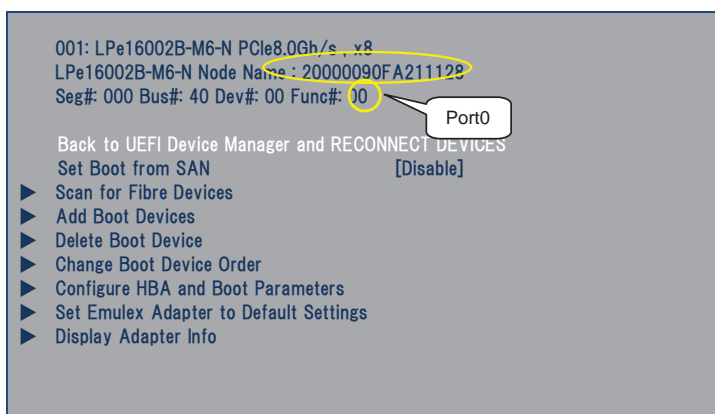 001: LPe16002B-M6-N PCIe8.0Gb/s , x8
LPe16002B-M6-N Node Name : 20000090FA211128
Seg#: 000 Bus#: 40 Dev#: 00 Func#: 00
Port0
Back to UEFI Device Manager and RECONNECT DEVICES
Set Boot from SAN [Disable]
Scan for Fibre Devices
Add Boot Devices
Delete Boot Device
Change Boot Device Order
Configure HBA and Boot Parameters
Set Emulex Adapter to Default Settings
Display Adapter Info